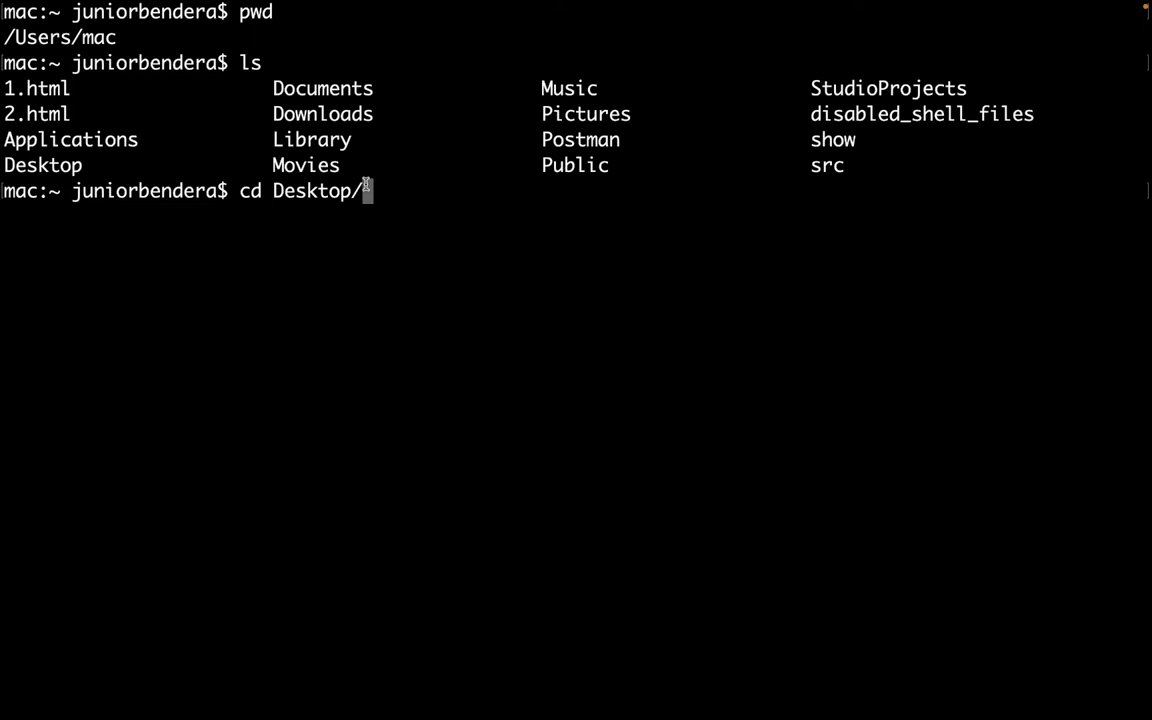 mac:~ juniorbendera$ pwd
/Users/mac
mac:~ juniorbendera$ ls
1.html Documents Music StudioProjects
2.html Downloads Pictures disabled_shell_files
Applications Library Postman show
Desktop Movies Public src
mac:~ juniorbendera$ cd Desktop/